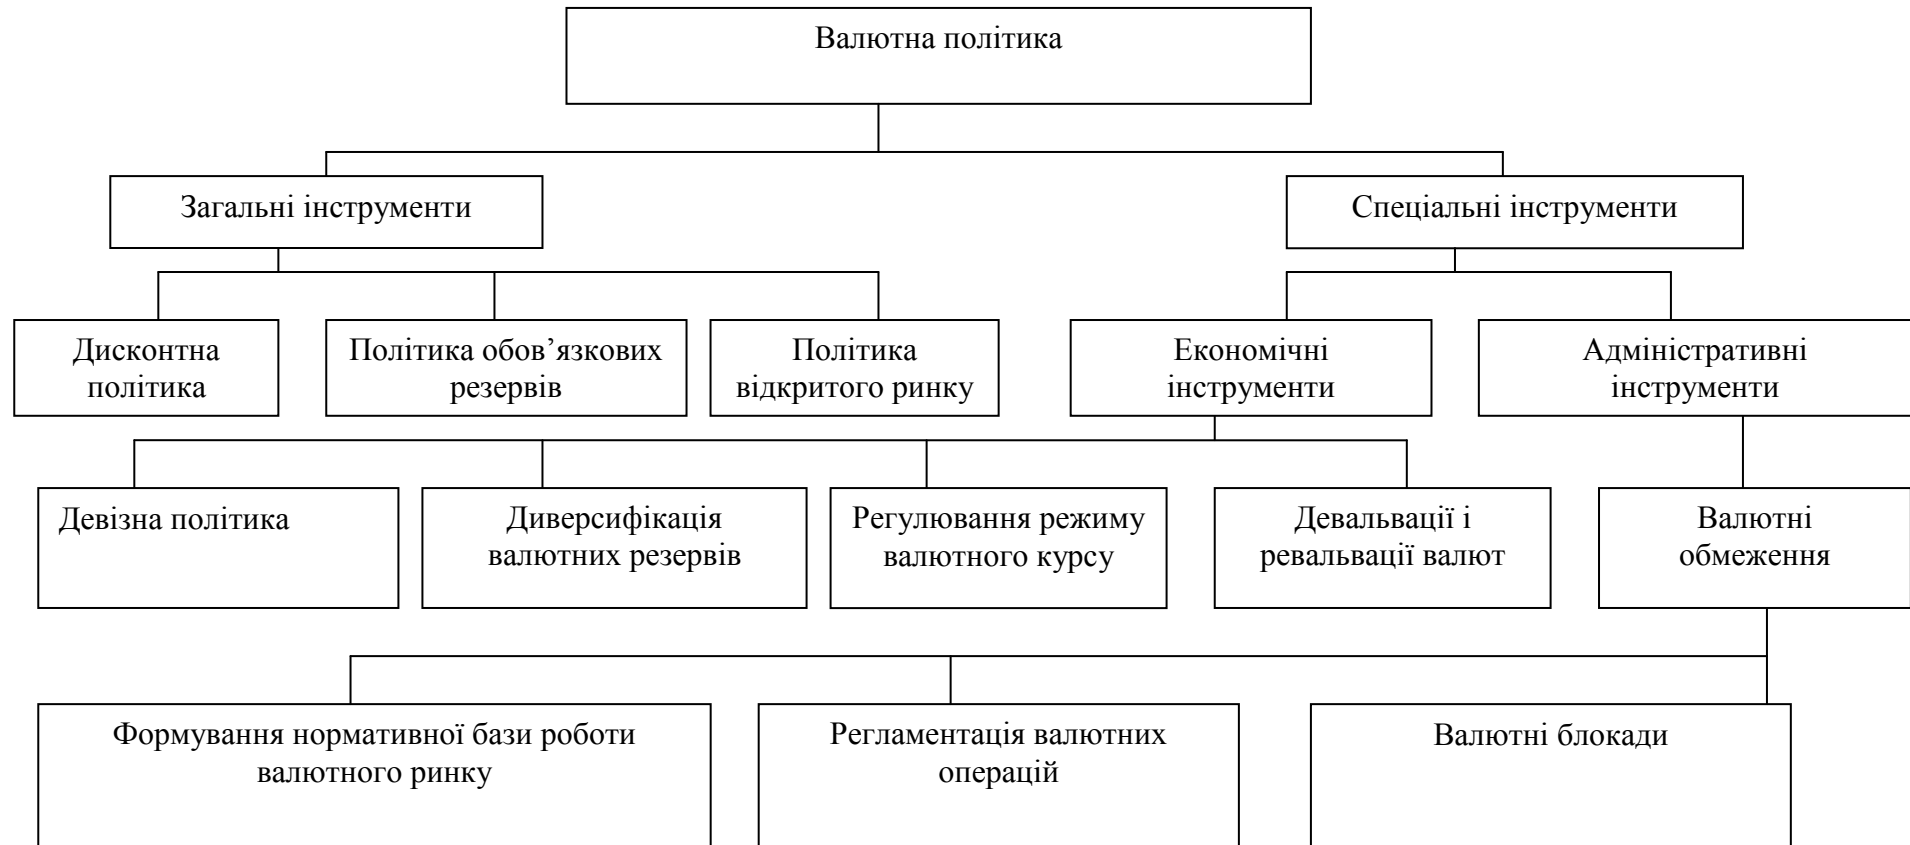 Валютна політика
Загальні інструменти
Спеціальні інструменти
Дисконтна
політика
Політика обов’язкових
резервів
Політика
відкритого ринку
Економічні
інструменти
Адміністративні
інструменти
Девізна політика
Диверсифікація
валютних резервів
Регулювання режиму
валютного курсу
Девальвації і
ревальвації валют
Валютні
обмеження
Формування нормативної бази роботи
валютного ринку
Регламентація валютних
операцій
Валютні блокади